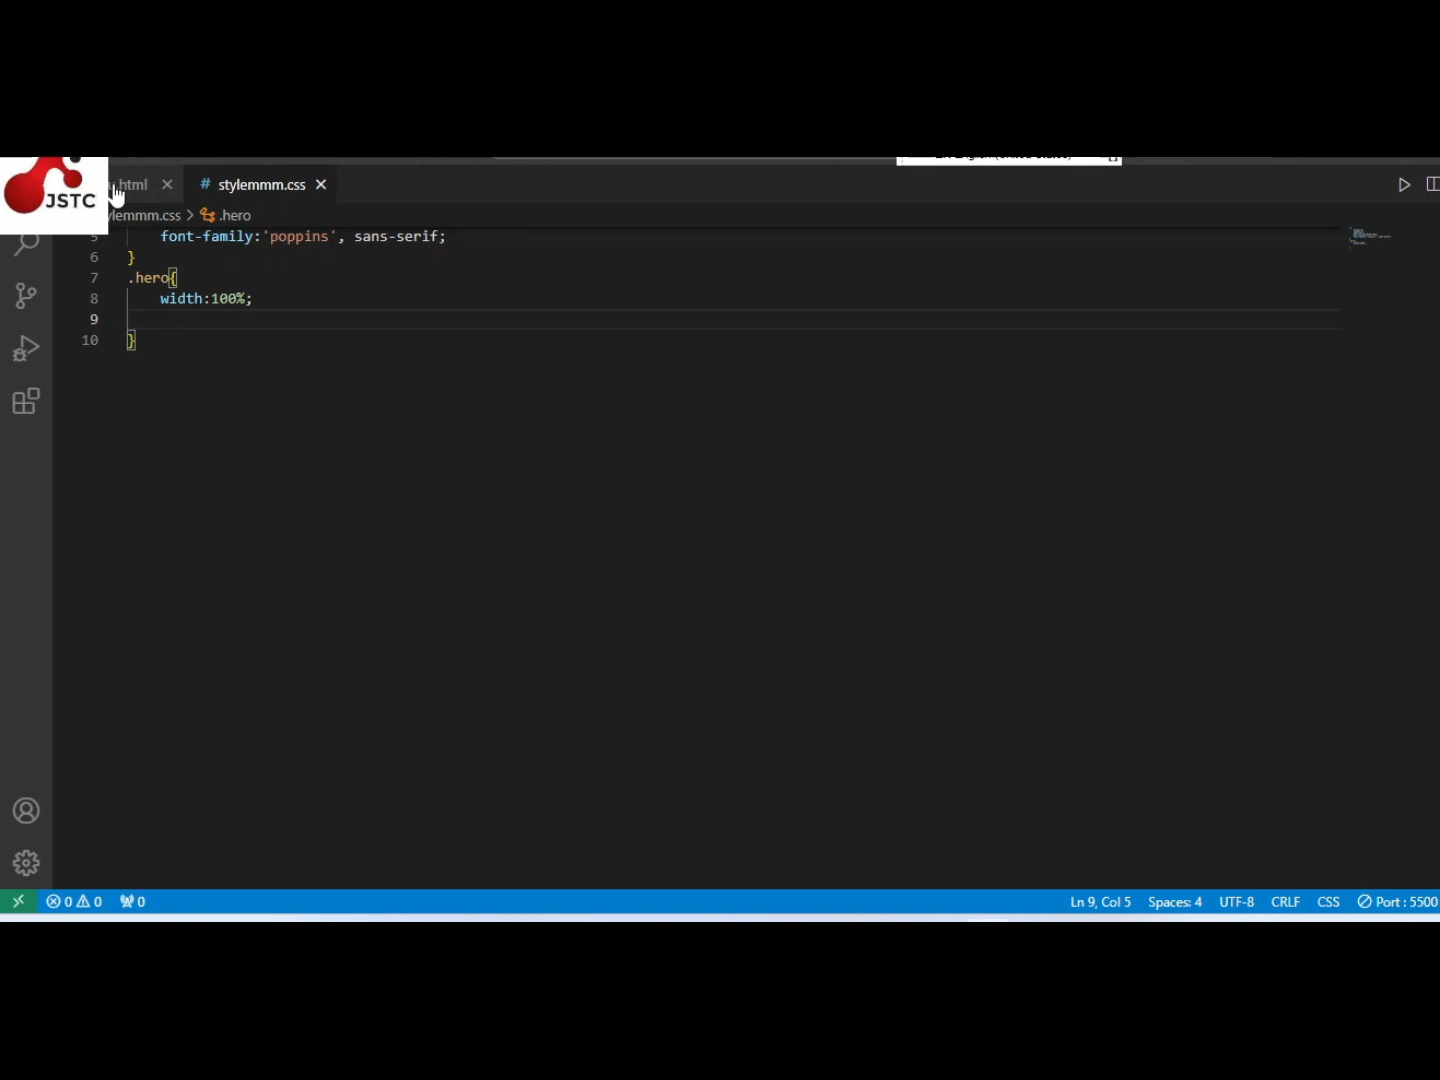 JSTC
.html
# stylemmm.css
lemmm.css > .hero
5 font-family:'poppins', sans-serif;
6 }
7 .hero{
8 width:100%;
9
10 }
0 0 0
Ln 9, Col 5 Spaces: 4 UTF-8 CRLF CSS Port : 5500